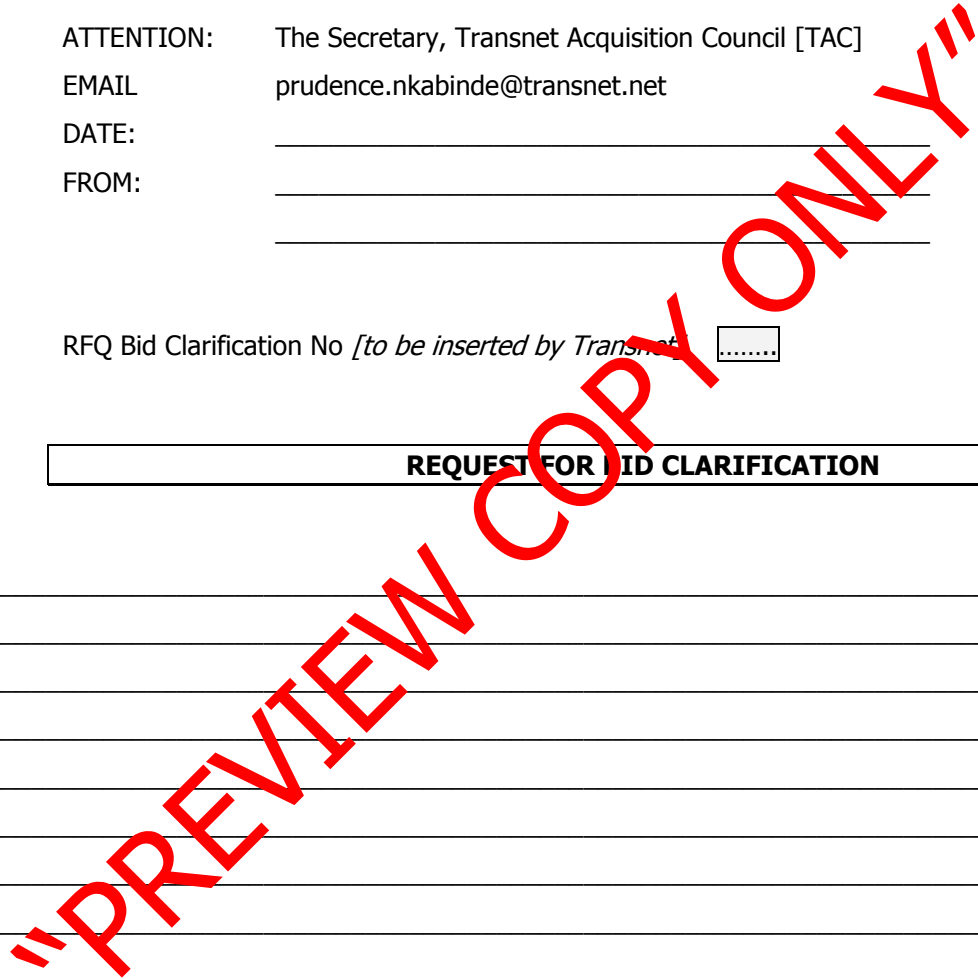 ATTENTION: The Secretary, Transnet Acquisition Council [TAC]
EMAIL prudence.nkabinde@transnet.net
DATE:
FROM:
RFQ Bid Clarification No [to be inserted by Transnet] ........
REQUEST FOR BID CLARIFICATION
"PREVIEW COPY ONLY"